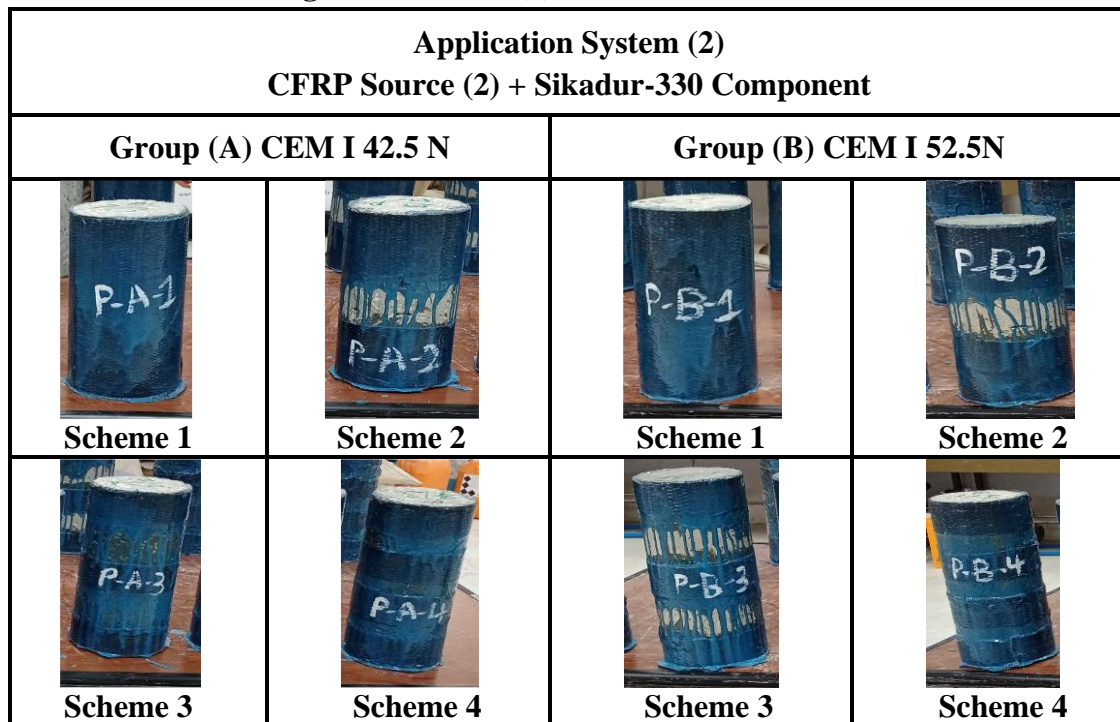 Application System (2)
CFRP Source (2) + Sikadur-330 Component
Group (A) CEM I 42.5 N
Group (B) CEM I 52.5N
P-A-1
P-A-2
P-B-1
P-B-2
Scheme 1
Scheme 2
Scheme 1
Scheme 2
P-A-3
P-A-4
P-B-3
P-B-4
Scheme 3
Scheme 4
Scheme 3
Scheme 4